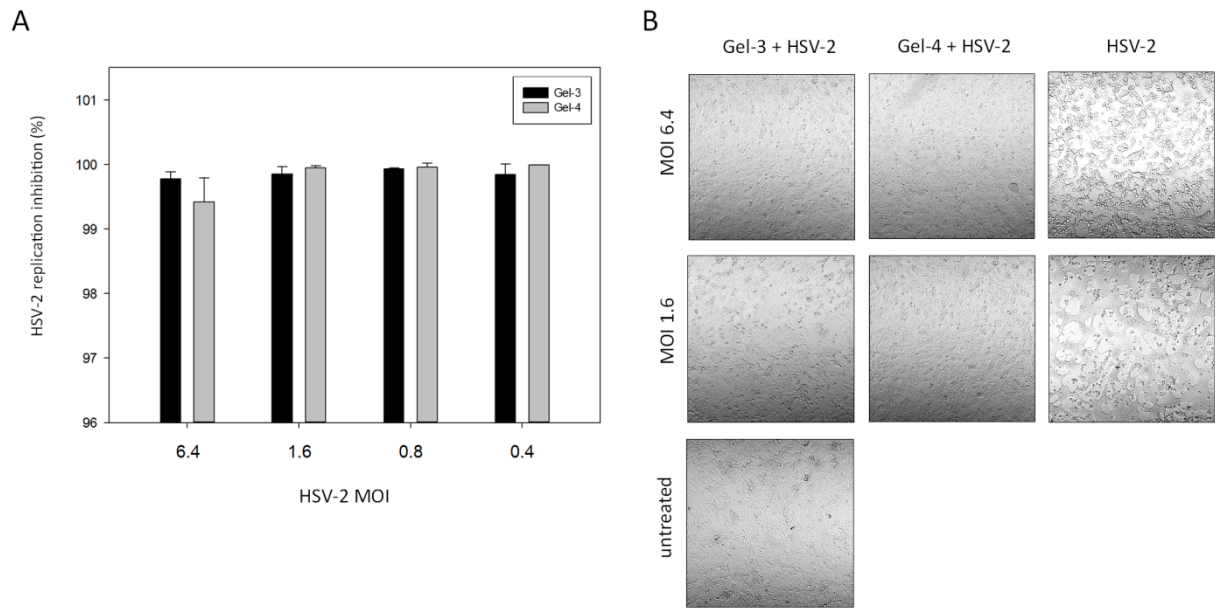 A
HSV-2 replication inhibition (%)
101
100
99
98
97
96
Gel-3
Gel-4
6.4
1.6
0.8
0.4
HSV-2 MOI
B
Gel-3 + HSV-2
Gel-4 + HSV-2
HSV-2
MOI 6.4
MOI 1.6
untreated